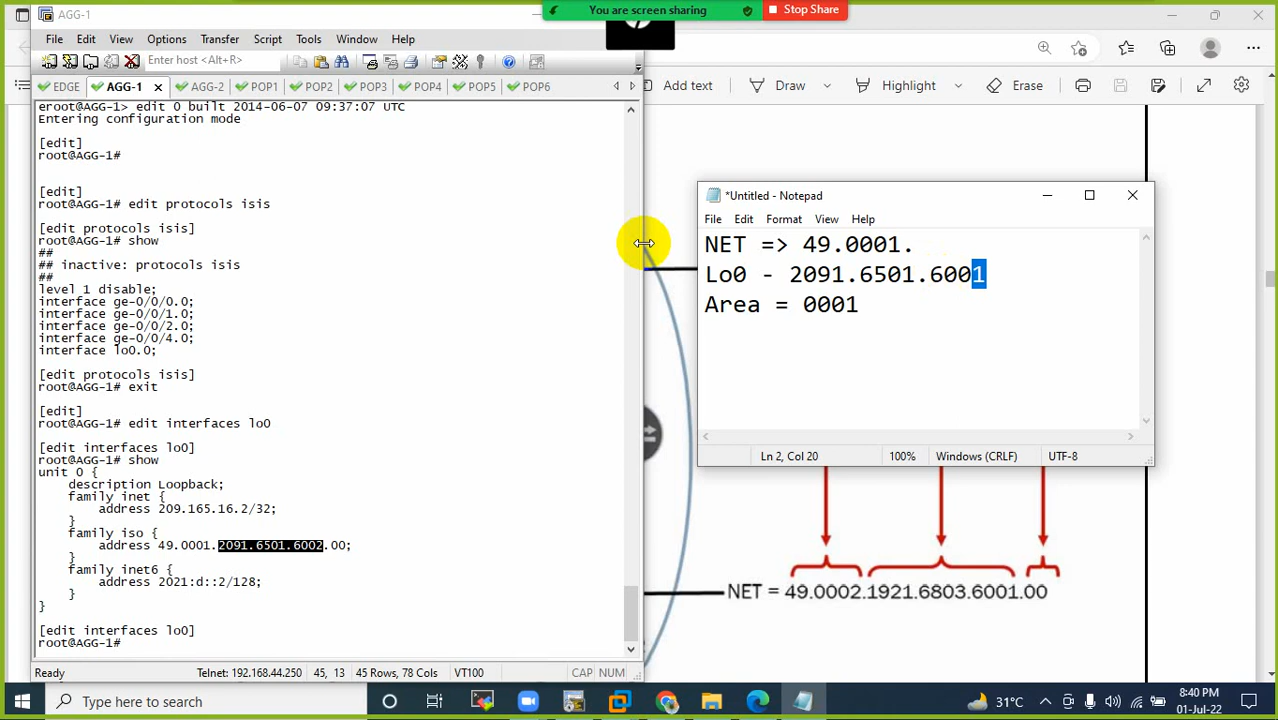 AGG-1
You are screen sharing
Stop Share
File Edit View Options Transfer Script Tools Window Help
Enter host <Alt+R>
Add text
Draw
Highlight
Erase
EDGE
AGG-1
AGG-2
POP1
POP2
POP3
POP4
POP5
POP6
eroot@AGG-1> edit 0 built 2014-06-07 09:37:07 UTC
Entering configuration mode
[edit]
root@AGG-1#
[edit]
root@AGG-1# edit protocols isis
[edit protocols isis]
root@AGG-1# show
##
## inactive: protocols isis
##
level 1 disable;
interface ge-0/0/0.0;
interface ge-0/0/1.0;
interface ge-0/0/2.0;
interface ge-0/0/4.0;
interface lo0.0;
[edit protocols isis]
root@AGG-1# exit
[edit]
root@AGG-1# edit interfaces lo0
[edit interfaces lo0]
root@AGG-1# show
unit 0 {
description Loopback;
family inet {
address 209.165.16.2/32;
}
family iso {
address 49.0001.2091.6501.6002.00;
}
family inet6 {
address 2021:d::2/128;
}
}
[edit interfaces lo0]
root@AGG-1#
Ready
Telnet: 192.168.44.250
45, 13
45 Rows, 78 Cols
VT100
CAP NUM
*Untitled - Notepad
File Edit Format View Help
NET => 49.0001.
Lo0 - 2091.6501.6001
Area = 0001
Ln 2, Col 20
100%
Windows (CRLF)
UTF-8
NET = 49.0002.1921.6803.6001.00
Type here to search
31°C
8:40 PM
01-Jul-22